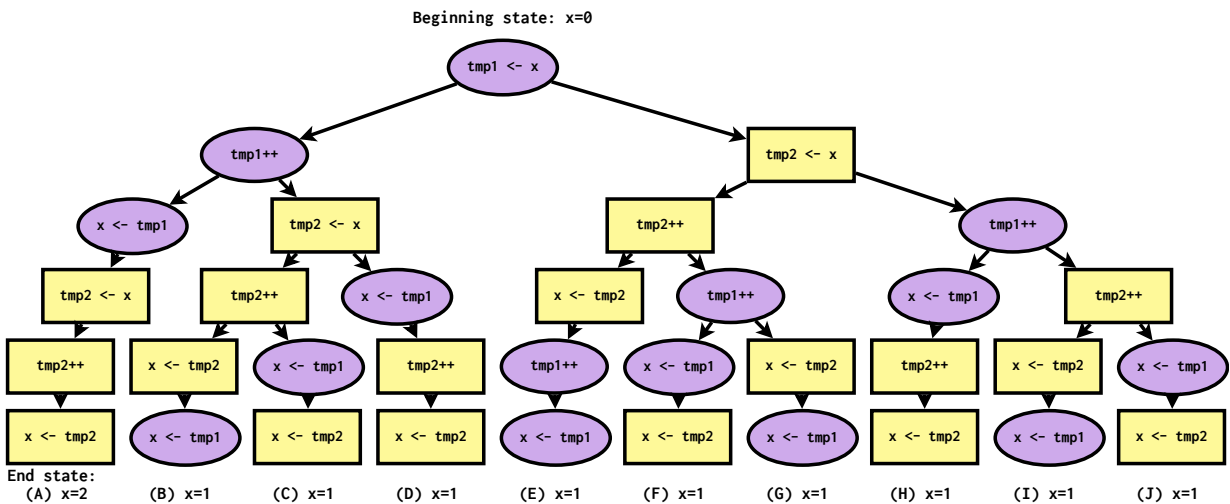 Beginning state: x=0
tmp1 <- x
tmp1++
tmp2 <- x
x <- tmp1
tmp2 <- x
tmp2++
tmp1++
tmp2 <- x
tmp2++
x <- tmp1
x <- tmp2
tmp1++
x <- tmp1
tmp2++
tmp2++
x <- tmp2
x <- tmp1
tmp2++
tmp1++
x <- tmp1
x <- tmp2
tmp2++
x <- tmp2
x <- tmp1
x <- tmp2
x <- tmp1
x <- tmp2
x <- tmp2
x <- tmp1
x <- tmp2
x <- tmp1
x <- tmp2
x <- tmp1
x <- tmp2
End state:
(A) x=2 (B) x=1 (C) x=1 (D) x=1 (E) x=1 (F) x=1 (G) x=1 (H) x=1 (I) x=1 (J) x=1